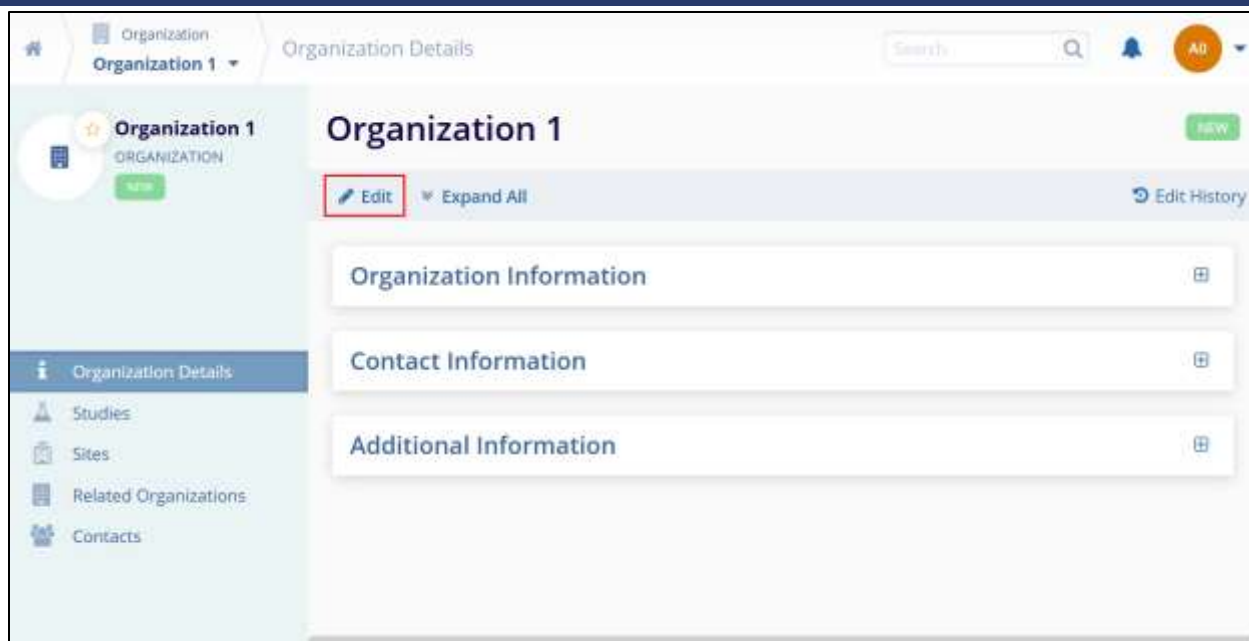 Organization
Organization 1
Organization Details
Search
A0
Organization 1
ORGANIZATION
NEW
Organization 1
NEW
Edit
Expand All
Edit History
Organization Information
Contact Information
Additional Information
Organization Details
Studies
Sites
Related Organizations
Contacts